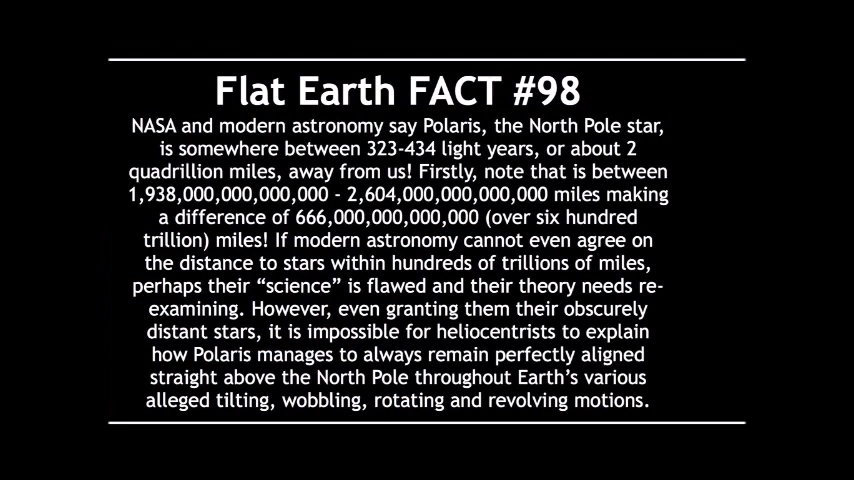 Flat Earth FACT #98
NASA and modern astronomy say Polaris, the North Pole star,
is somewhere between 323-434 light years, or about 2
quadrillion miles, away from us! Firstly, note that is between
1,938,000,000,000,000 - 2,604,000,000,000,000 miles making
a difference of 666,000,000,000,000 (over six hundred
trillion) miles! If modern astronomy cannot even agree on
the distance to stars within hundreds of trillions of miles,
perhaps their “science” is flawed and their theory needs re-
examining. However, even granting them their obscurely
distant stars, it is impossible for heliocentrists to explain
how Polaris manages to always remain perfectly aligned
straight above the North Pole throughout Earth’s various
alleged tilting, wobbling, rotating and revolving motions.